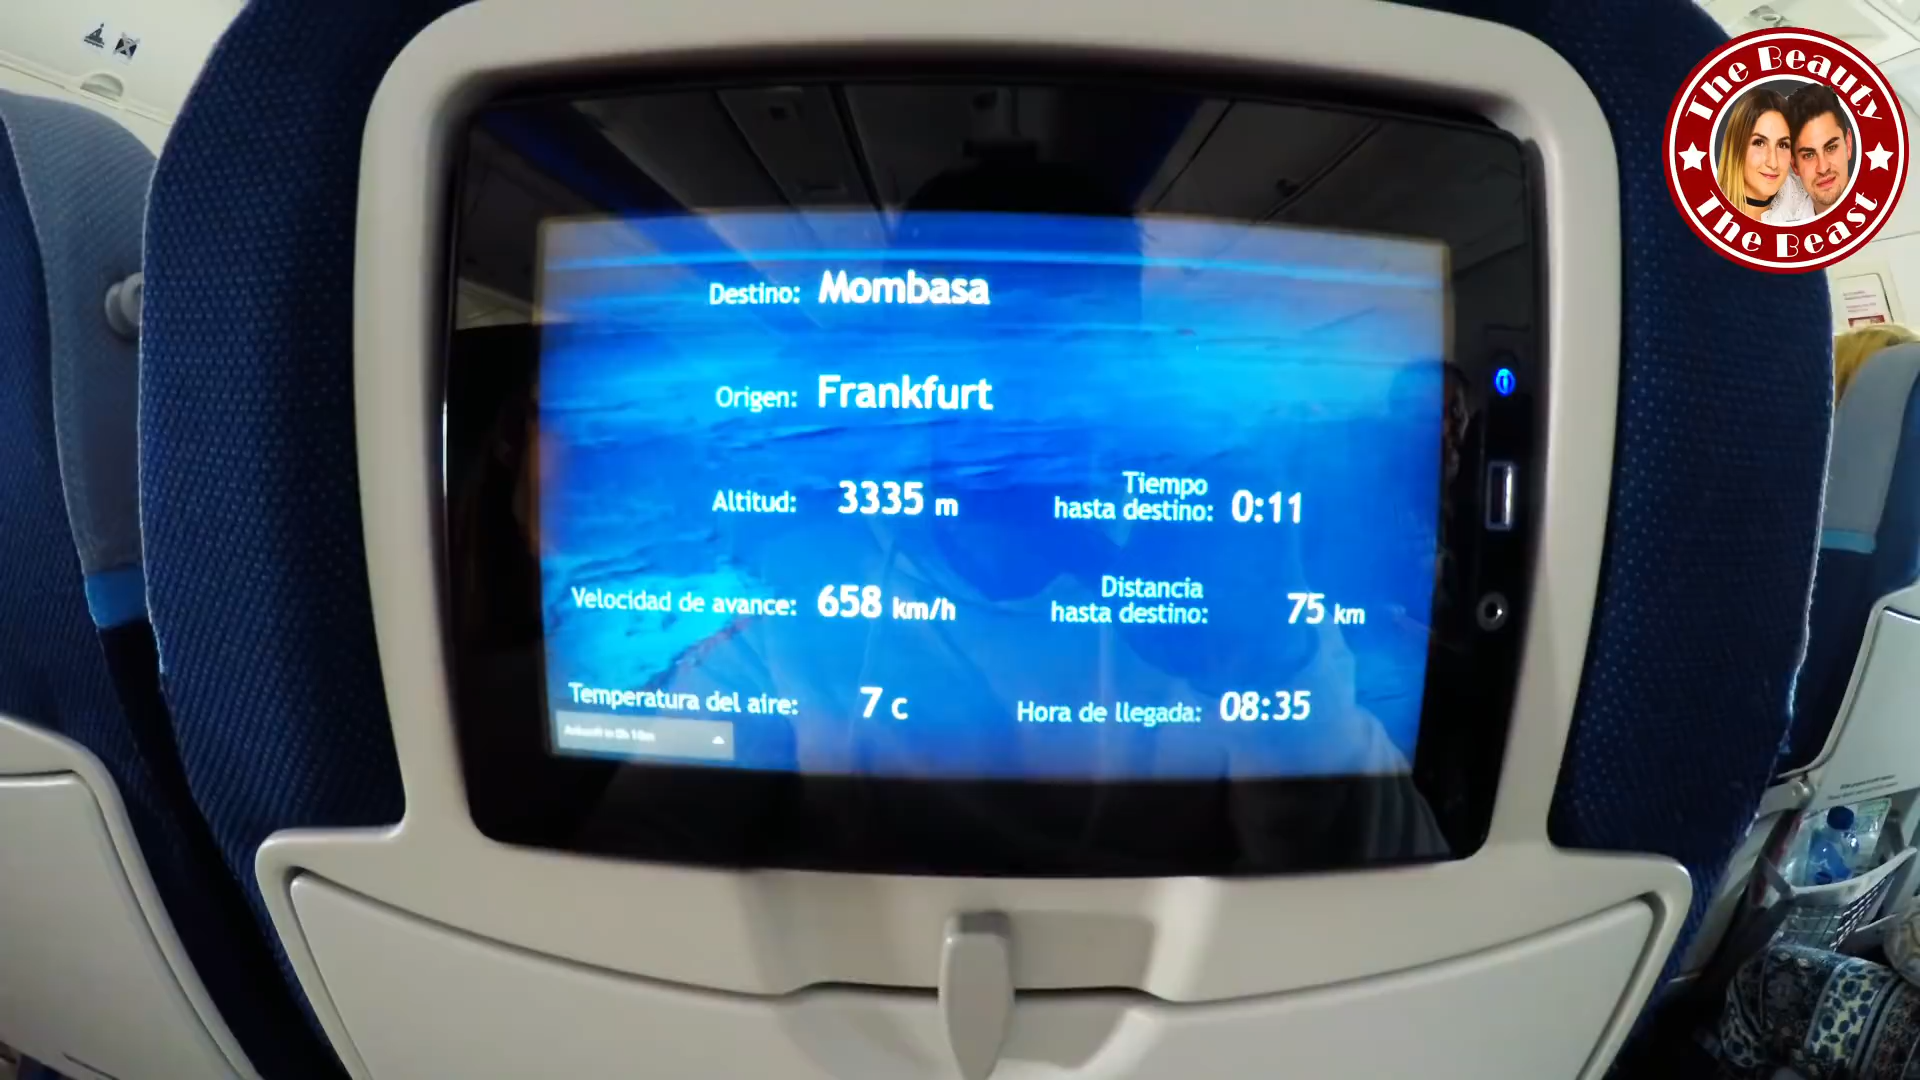 The Beauty
The Beast
Destino: Mombasa
Origen: Frankfurt
Altitud: 3335 m
Tiempo
hasta destino: 0:11
Velocidad de avance: 658 km/h
Distancia
hasta destino: 75 km
Temperatura del aire: 7 c
Hora de llegada: 08:35